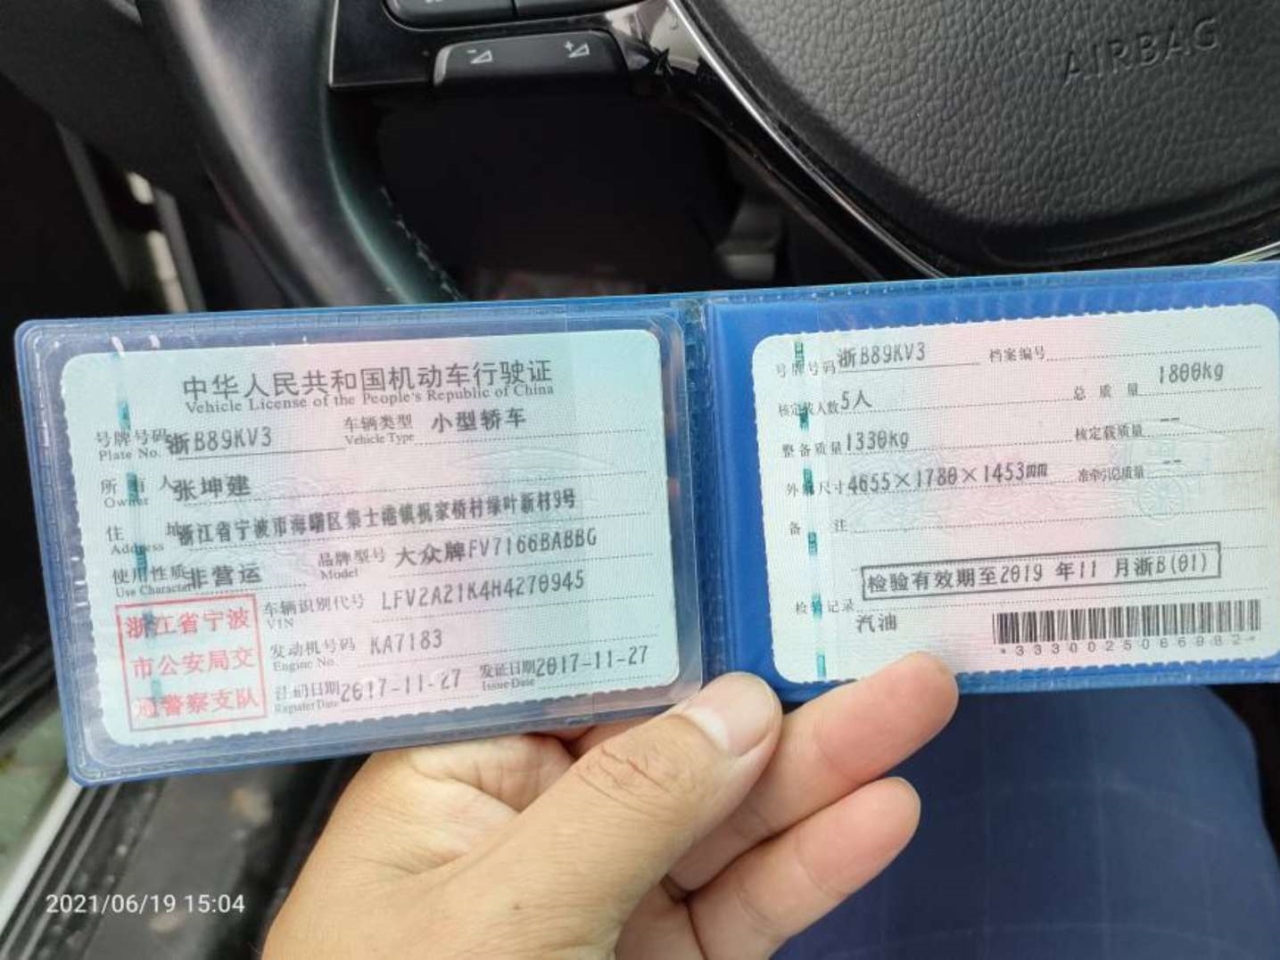 AIRBAG
中华人民共和国机动车行驶证
Vehicle License of the People's Republic of China
号牌号码 浙B89KV3 车辆类型 小型轿车
Plate No. Vehicle Type
所有人 张坤建
Owner
住址 浙江省宁波市海曙区集士港镇祝家桥村绿叶新村9号
Address
使用性质 非营运 品牌型号 大众牌FV7166BABBG
Use Character Model
浙江省宁波
市公安局交
通警察支队
车辆识别代号 LFV2A21K4H4270945
VIN
发动机号码 KA7183
Engine No.
注册日期 2017-11-27 发证日期 2017-11-27
Register Date Issue Date
号牌号码 浙B89KV3 档案编号
核定载人数 5人 总质量 1800kg
整备质量 1330kg 核定载质量 --
外廓尺寸 4655×1780×1453mm 准牵引总质量 --
备注
检验有效期至2019年11月浙B(01)
检验记录
汽油
*3330025086982*
2021/06/19 15:04